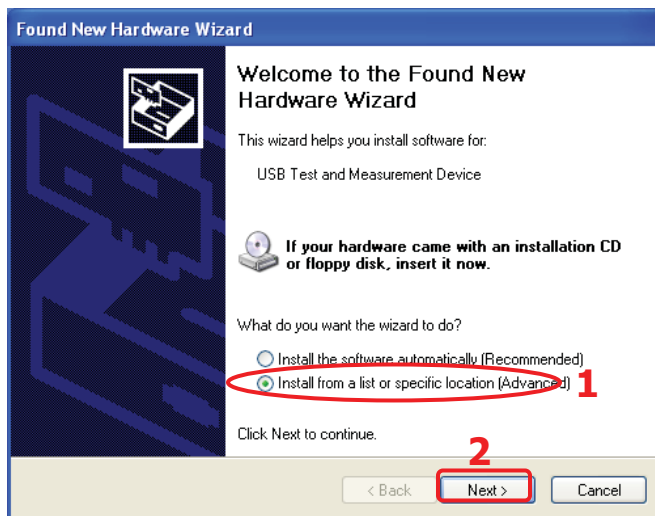 Found New Hardware Wizard
Welcome to the Found New
Hardware Wizard
This wizard helps you install software for:
USB Test and Measurement Device
If your hardware came with an installation CD
or floppy disk, insert it now.
What do you want the wizard to do?
Install the software automatically (Recommended)
Install from a list or specific location (Advanced) 1
Click Next to continue.
2
< Back Next > Cancel